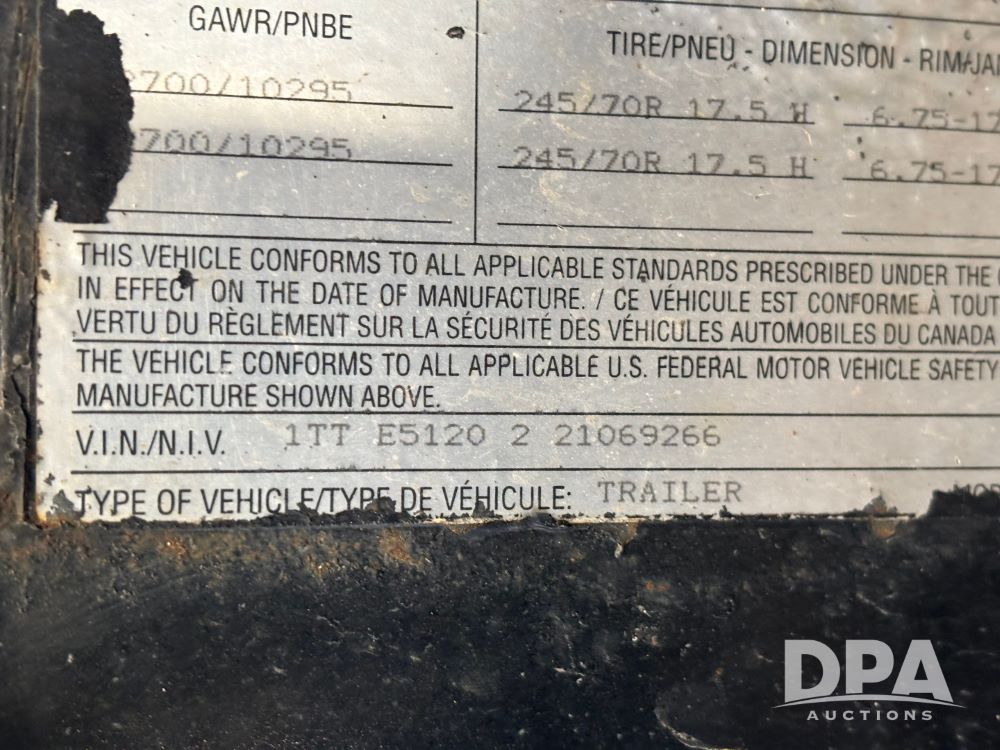 GAWR/PNBE
TIRE/PNEU - DIMENSION - RIM/JAN
700/10295
245/70R 17.5 H 6.75-17
700/10295
245/70R 17.5 H 6.75-17
THIS VEHICLE CONFORMS TO ALL APPLICABLE STANDARDS PRESCRIBED UNDER THE
IN EFFECT ON THE DATE OF MANUFACTURE. / CE VÉHICULE EST CONFORME À TOUT
VERTU DU RÈGLEMENT SUR LA SÉCURITÉ DES VÉHICULES AUTOMOBILES DU CANADA
THE VEHICLE CONFORMS TO ALL APPLICABLE U.S. FEDERAL MOTOR VEHICLE SAFETY
MANUFACTURE SHOWN ABOVE.
V.I.N./N.I.V. 1TT E5120 2 21069266
TYPE OF VEHICLE/TYPE DE VÉHICULE: TRAILER
DPA
AUCTIONS